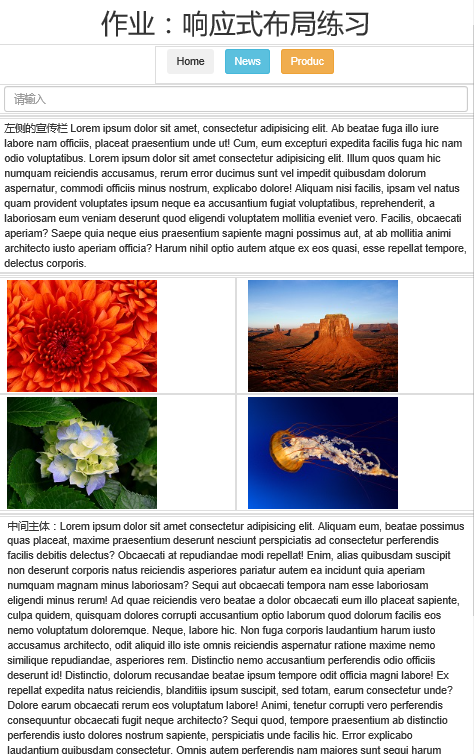 作业：响应式布局练习
Home News Produc
请输入
左侧的宣传栏 Lorem ipsum dolor sit amet, consectetur adipisicing elit. Ab beatae fuga illo iure
labore nam officiis, placeat praesentium unde ut! Cum, eum excepturi expedita facilis fuga hic nam
odio voluptatibus. Lorem ipsum dolor sit amet consectetur adipisicing elit. Illum quos quam hic
numquam reiciendis accusamus, rerum error ducimus sunt vel impedit quibusdam dolorum
aspernatur, commodi officiis minus nostrum, explicabo dolore! Aliquam nisi facilis, ipsam vel natus
quam provident voluptates ipsum neque ea accusantium fugiat voluptatibus, reprehenderit, a
laboriosam eum veniam deserunt quod eligendi voluptatem mollitia eveniet vero. Facilis, obcaecati
aperiam? Saepe quia neque eius praesentium sapiente magni possimus aut, at ab mollitia animi
architecto iusto aperiam officia? Harum nihil optio autem atque ex eos quasi, esse repellat tempore,
delectus corporis.
中间主体：Lorem ipsum dolor sit amet consectetur adipisicing elit. Aliquam eum, beatae possimus
quas placeat, maxime praesentium deserunt nesciunt perspiciatis ad consectetur perferendis
facilis debitis delectus? Obcaecati at repudiandae modi repellat! Enim, alias quibusdam suscipit
non deserunt corporis natus reiciendis asperiores pariatur autem ea incidunt quia aperiam
numquam magnam minus laboriosam? Sequi aut obcaecati tempora nam esse laboriosam
eligendi minus rerum! Ad quae reiciendis vero beatae a dolor obcaecati eum illo placeat sapiente,
culpa quidem, quisquam dolores corrupti accusantium optio laborum quod dolorum facilis eos
nemo voluptatum doloremque. Neque, labore hic. Non fuga corporis laudantium harum iusto
accusamus architecto, odit aliquid illo iste omnis reiciendis aspernatur ratione maxime nemo
similique repudiandae, asperiores rem. Distinctio nemo accusantium perferendis odio officiis
deserunt id! Distinctio, dolorum recusandae beatae ipsum tempore odit officia magni labore! Ex
repellat expedita natus reiciendis, blanditiis ipsum suscipit, sed totam, earum consectetur unde?
Dolore earum obcaecati rerum eos voluptatum labore! Animi, tenetur corrupti vero perferendis
consequuntur obcaecati fugit neque architecto? Sequi quod, tempore praesentium ab distinctio
perferendis iusto dolores nostrum sapiente, perspiciatis unde facilis hic. Error explicabo
laudantium quibusdam consectetur. Omnis autem perferendis nam maiores sunt sequi harum